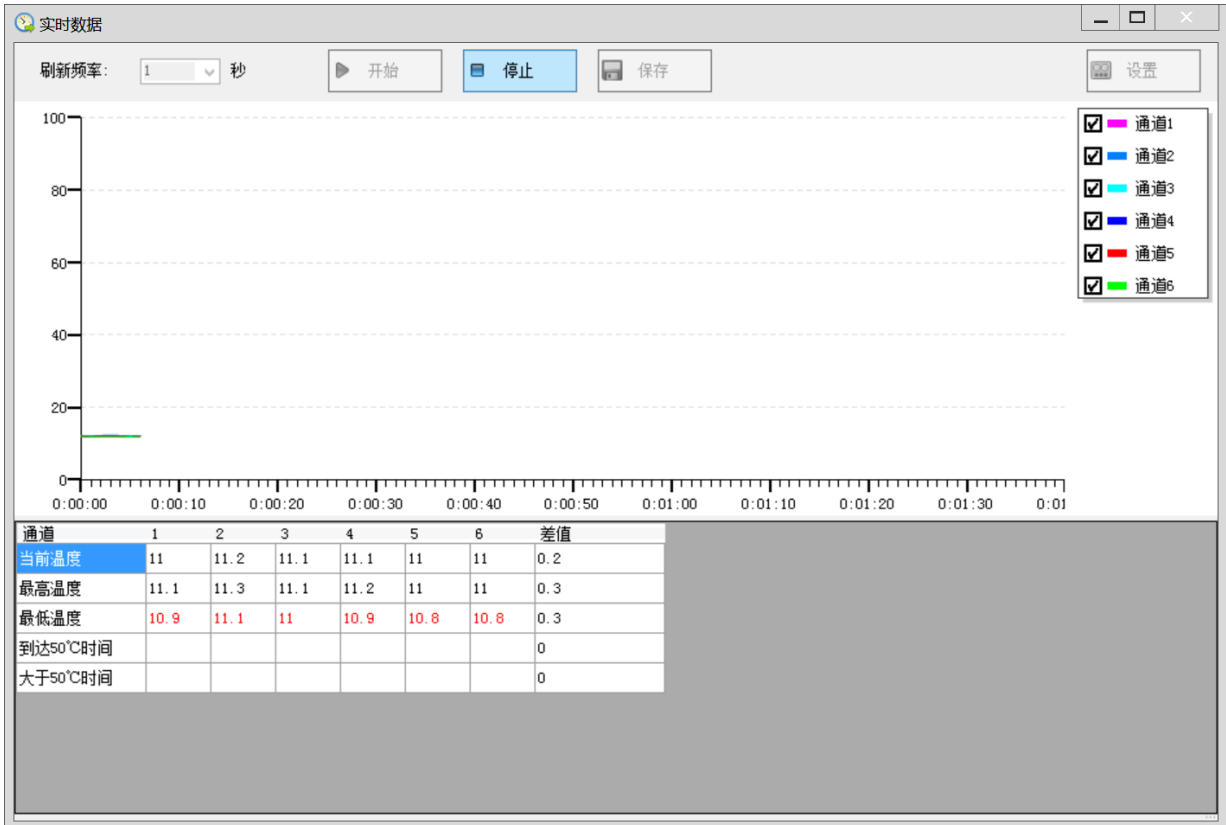 实时数据
刷新频率: 1 秒 开始 停止 保存 设置
100
80
60
40
20
0
0:00:00 0:00:10 0:00:20 0:00:30 0:00:40 0:00:50 0:01:00 0:01:10 0:01:20 0:01:30 0:01
通道1
通道2
通道3
通道4
通道5
通道6
通道 1 2 3 4 5 6 差值
当前温度 11 11.2 11.1 11.1 11 11 0.2
最高温度 11.1 11.3 11.1 11.2 11 11 0.3
最低温度 10.9 11.1 11 10.9 10.8 10.8 0.3
到达50℃时间 0
大于50℃时间 0